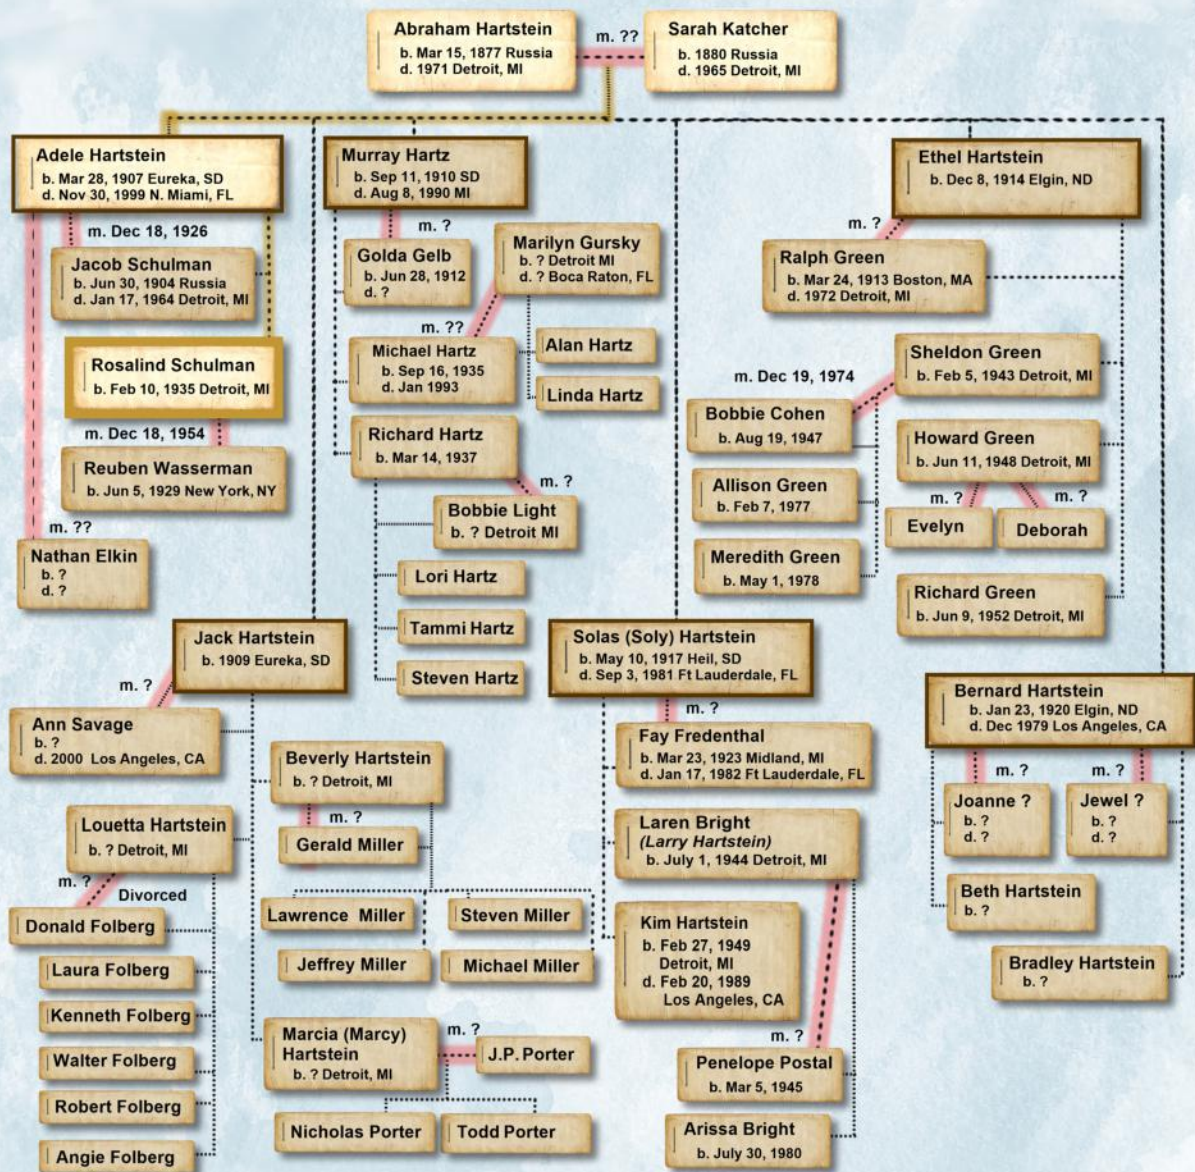 Abraham Hartstein
b. Mar 15, 1877 Russia
d. 1971 Detroit, MI
m. ??
Sarah Katcher
b. 1880 Russia
d. 1965 Detroit, MI
Adele Hartstein
b. Mar 28, 1907 Eureka, SD
d. Nov 30, 1999 N. Miami, FL
m. Dec 18, 1926
Jacob Schulman
b. Jun 30, 1904 Russia
d. Jan 17, 1964 Detroit, MI
Rosalind Schulman
b. Feb 10, 1935 Detroit, MI
m. Dec 18, 1954
Reuben Wasserman
b. Jun 5, 1929 New York, NY
m. ??
Nathan Elkin
b. ?
d. ?
Murray Hartz
b. Sep 11, 1910 SD
d. Aug 8, 1990 MI
m. ?
Golda Gelb
b. Jun 28, 1912
d. ?
Marilyn Gursky
b. ? Detroit MI
d. ? Boca Raton, FL
m. ??
Michael Hartz
b. Sep 16, 1935
d. Jan 1993
Alan Hartz
Linda Hartz
Richard Hartz
b. Mar 14, 1937
m. ?
Bobbie Light
b. ? Detroit MI
Lori Hartz
Tammi Hartz
Steven Hartz
Ethel Hartstein
b. Dec 8, 1914 Elgin, ND
m. ?
Ralph Green
b. Mar 24, 1913 Boston, MA
d. 1972 Detroit, MI
Sheldon Green
b. Feb 5, 1943 Detroit, MI
m. Dec 19, 1974
Bobbie Cohen
b. Aug 19, 1947
Allison Green
b. Feb 7, 1977
Meredith Green
b. May 1, 1978
Howard Green
b. Jun 11, 1948 Detroit, MI
m. ?
m. ?
Evelyn
Deborah
Richard Green
b. Jun 9, 1952 Detroit, MI
Jack Hartstein
b. 1909 Eureka, SD
m. ?
Ann Savage
b. ?
d. 2000 Los Angeles, CA
Beverly Hartstein
b. ? Detroit, MI
m. ?
Gerald Miller
Lawrence Miller
Steven Miller
Jeffrey Miller
Michael Miller
Louetta Hartstein
b. ? Detroit, MI
m. ?
Divorced
Donald Folberg
Laura Folberg
Kenneth Folberg
Walter Folberg
Robert Folberg
Angie Folberg
Marcia (Marcy)
Hartstein
b. ? Detroit, MI
m. ?
J.P. Porter
Nicholas Porter
Todd Porter
Solas (Soly) Hartstein
b. May 10, 1917 Heil, SD
d. Sep 3, 1981 Ft Lauderdale, FL
m. ?
Fay Fredenthal
b. Mar 23, 1923 Midland, MI
d. Jan 17, 1982 Ft Lauderdale, FL
Laren Bright
(Larry Hartstein)
b. July 1, 1944 Detroit, MI
Kim Hartstein
b. Feb 27, 1949
Detroit, MI
d. Feb 20, 1989
Los Angeles, CA
m. ?
Penelope Postal
b. Mar 5, 1945
Arissa Bright
b. July 30, 1980
Bernard Hartstein
b. Jan 23, 1920 Elgin, ND
d. Dec 1979 Los Angeles, CA
m. ?
m. ?
Joanne ?
b. ?
d. ?
Jewel ?
b. ?
d. ?
Beth Hartstein
b. ?
Bradley Hartstein
b. ?